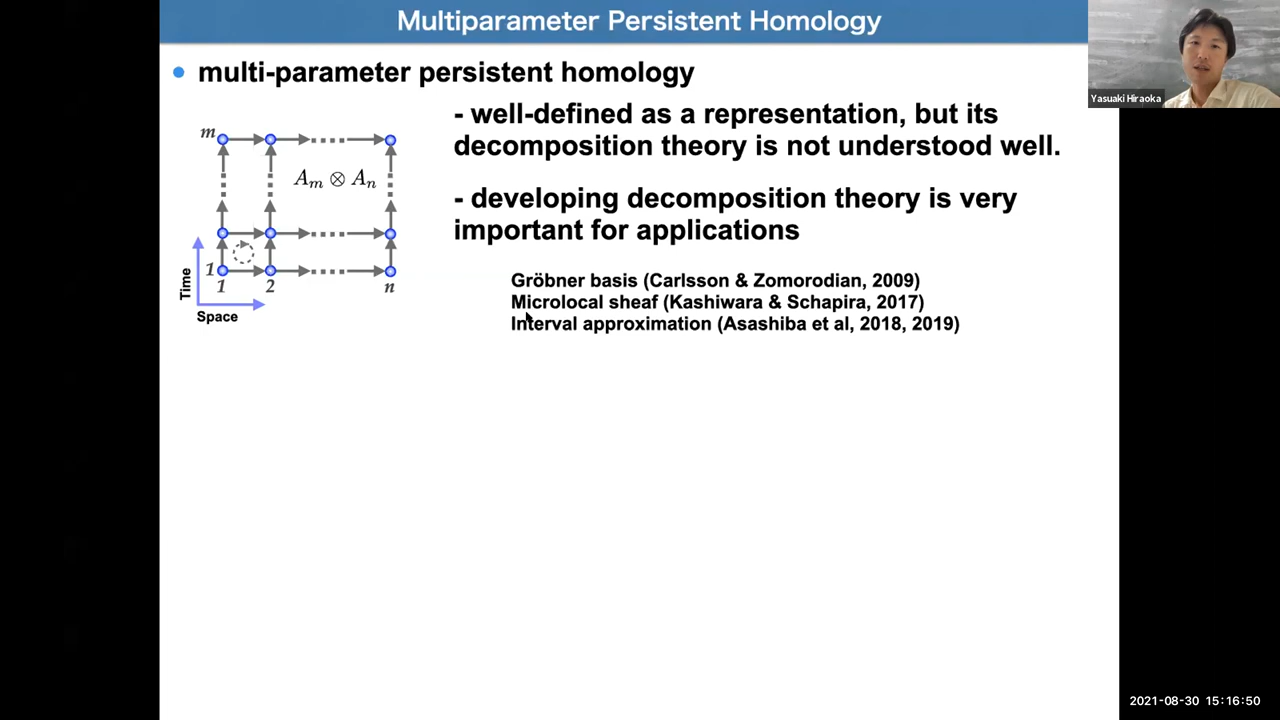 Multiparameter Persistent Homology
Yasuaki Hiraoka
• multi-parameter persistent homology
- well-defined as a representation, but its
decomposition theory is not understood well.
- developing decomposition theory is very
important for applications
Gröbner basis (Carlsson & Zomorodian, 2009)
Microlocal sheaf (Kashiwara & Schapira, 2017)
Interval approximation (Asashiba et al, 2018, 2019)
m
A_m ⊗ A_n
1
1 2 n
Time
Space
2021-08-30 15:16:50